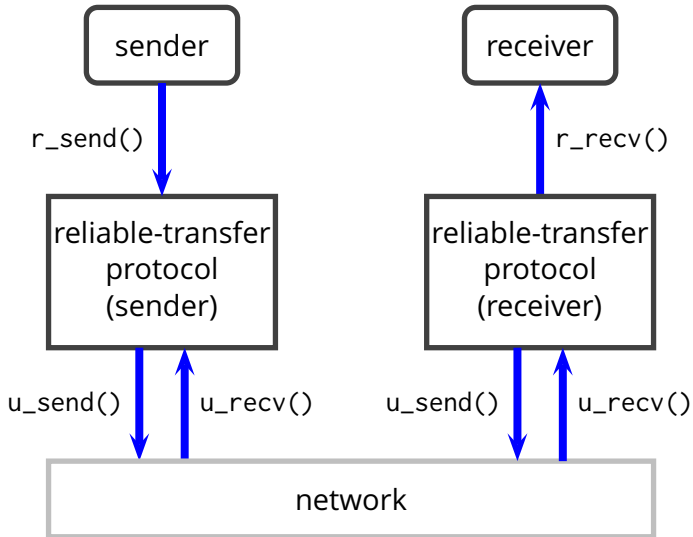 sender
receiver
r_send()
r_recv()
reliable-transfer
protocol
(sender)
reliable-transfer
protocol
(receiver)
u_send()
u_recv()
u_send()
u_recv()
network